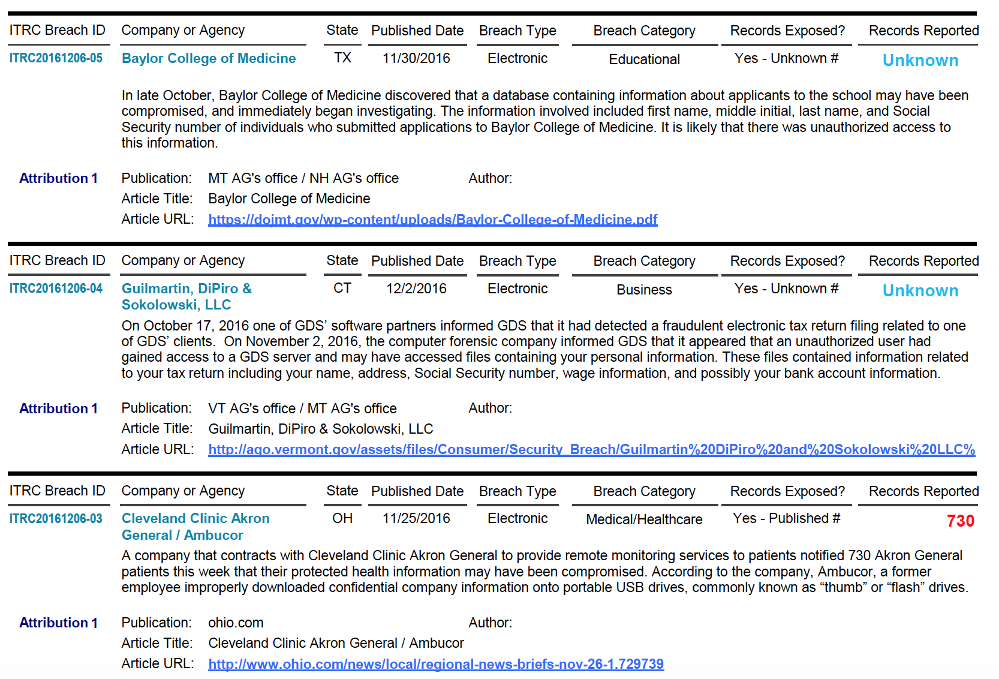 ITRC Breach ID Company or Agency State Published Date Breach Type Breach Category Records Exposed? Records Reported
ITRC20161206-05 Baylor College of Medicine TX 11/30/2016 Electronic Educational Yes - Unknown # Unknown
In late October, Baylor College of Medicine discovered that a database containing information about applicants to the school may have been
compromised, and immediately began investigating. The information involved included first name, middle initial, last name, and Social
Security number of individuals who submitted applications to Baylor College of Medicine. It is likely that there was unauthorized access to
this information.
Attribution 1 Publication: MT AG's office / NH AG's office Author:
Article Title: Baylor College of Medicine
Article URL: https://dojmt.gov/wp-content/uploads/Baylor-College-of-Medicine.pdf
ITRC Breach ID Company or Agency State Published Date Breach Type Breach Category Records Exposed? Records Reported
ITRC20161206-04 Guilmartin, DiPiro & CT 12/2/2016 Electronic Business Yes - Unknown # Unknown
Sokolowski, LLC
On October 17, 2016 one of GDS’ software partners informed GDS that it had detected a fraudulent electronic tax return filing related to one
of GDS’ clients.  On November 2, 2016, the computer forensic company informed GDS that it appeared that an unauthorized user had
gained access to a GDS server and may have accessed files containing your personal information. These files contained information related
to your tax return including your name, address, Social Security number, wage information, and possibly your bank account information.
Attribution 1 Publication: VT AG's office / MT AG's office Author:
Article Title: Guilmartin, DiPiro & Sokolowski, LLC
Article URL: http://ago.vermont.gov/assets/files/Consumer/Security_Breach/Guilmartin%20DiPiro%20and%20Sokolowski%20LLC%
ITRC Breach ID Company or Agency State Published Date Breach Type Breach Category Records Exposed? Records Reported
ITRC20161206-03 Cleveland Clinic Akron OH 11/25/2016 Electronic Medical/Healthcare Yes - Published # 730
General / Ambucor
A company that contracts with Cleveland Clinic Akron General to provide remote monitoring services to patients notified 730 Akron General
patients this week that their protected health information may have been compromised. According to the company, Ambucor, a former
employee improperly downloaded confidential company information onto portable USB drives, commonly known as “thumb” or “flash” drives.
Attribution 1 Publication: ohio.com Author:
Article Title: Cleveland Clinic Akron General / Ambucor
Article URL: http://www.ohio.com/news/local/regional-news-briefs-nov-26-1.729739